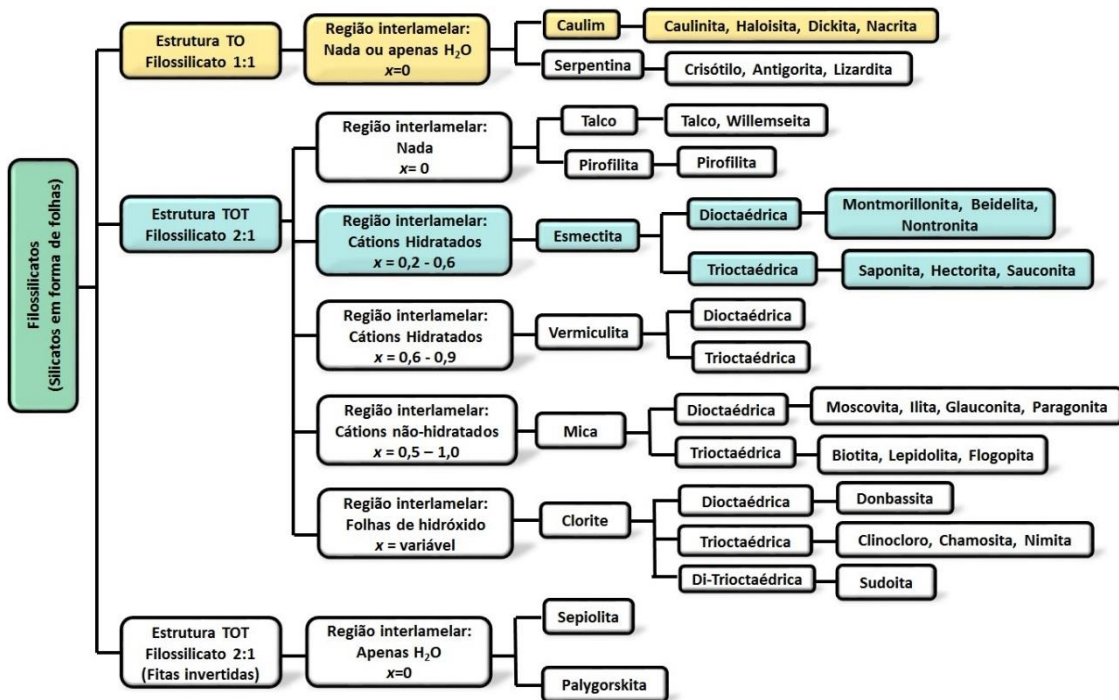 Filossilicatos
(Silicatos em forma de folhas)
Estrutura TO
Filossilicato 1:1
Região interlamelar:
Nada ou apenas H₂O
x=0
Caulim
Caulinita, Haloisita, Dickita, Nacrita
Serpentina
Crisótilo, Antigorita, Lizardita
Estrutura TOT
Filossilicato 2:1
Região interlamelar:
Nada
x= 0
Talco
Talco, Willemseita
Pirofilita
Pirofilita
Região interlamelar:
Cátions Hidratados
x = 0,2 - 0,6
Esmectita
Dioctaédrica
Montmorillonita, Beidelita,
Nontronita
Trioctaédrica
Saponita, Hectorita, Sauconita
Região interlamelar:
Cátions Hidratados
x = 0,6 - 0,9
Vermiculita
Dioctaédrica
Trioctaédrica
Região interlamelar:
Cátions não-hidratados
x = 0,5 – 1,0
Mica
Dioctaédrica
Moscovita, Ilita, Glauconita, Paragonita
Trioctaédrica
Biotita, Lepidolita, Flogopita
Região interlamelar:
Folhas de hidróxido
x = variável
Clorite
Dioctaédrica
Donbassita
Trioctaédrica
Clinocloro, Chamosita, Nimita
Di-Trioctaédrica
Sudoita
Estrutura TOT
Filossilicato 2:1
(Fitas invertidas)
Região interlamelar:
Apenas H₂O
x=0
Sepiolita
Palygorskita